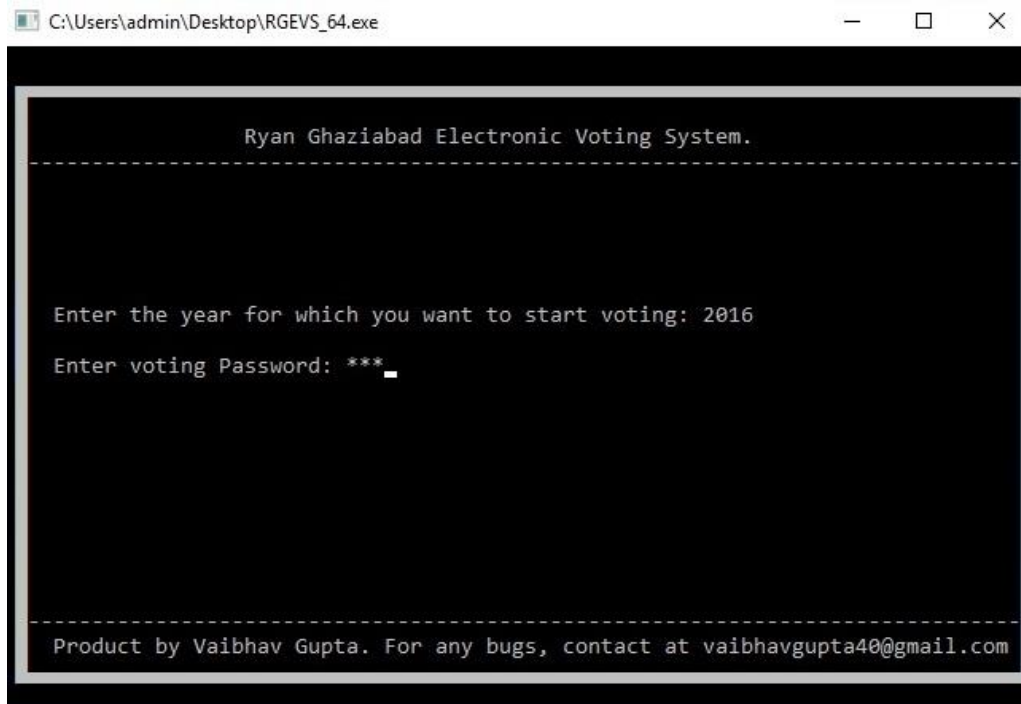 C:\Users\admin\Desktop\RGEVS_64.exe
Ryan Ghaziabad Electronic Voting System.
Enter the year for which you want to start voting: 2016
Enter voting Password: ***
Product by Vaibhav Gupta. For any bugs, contact at vaibhavgupta40@gmail.com